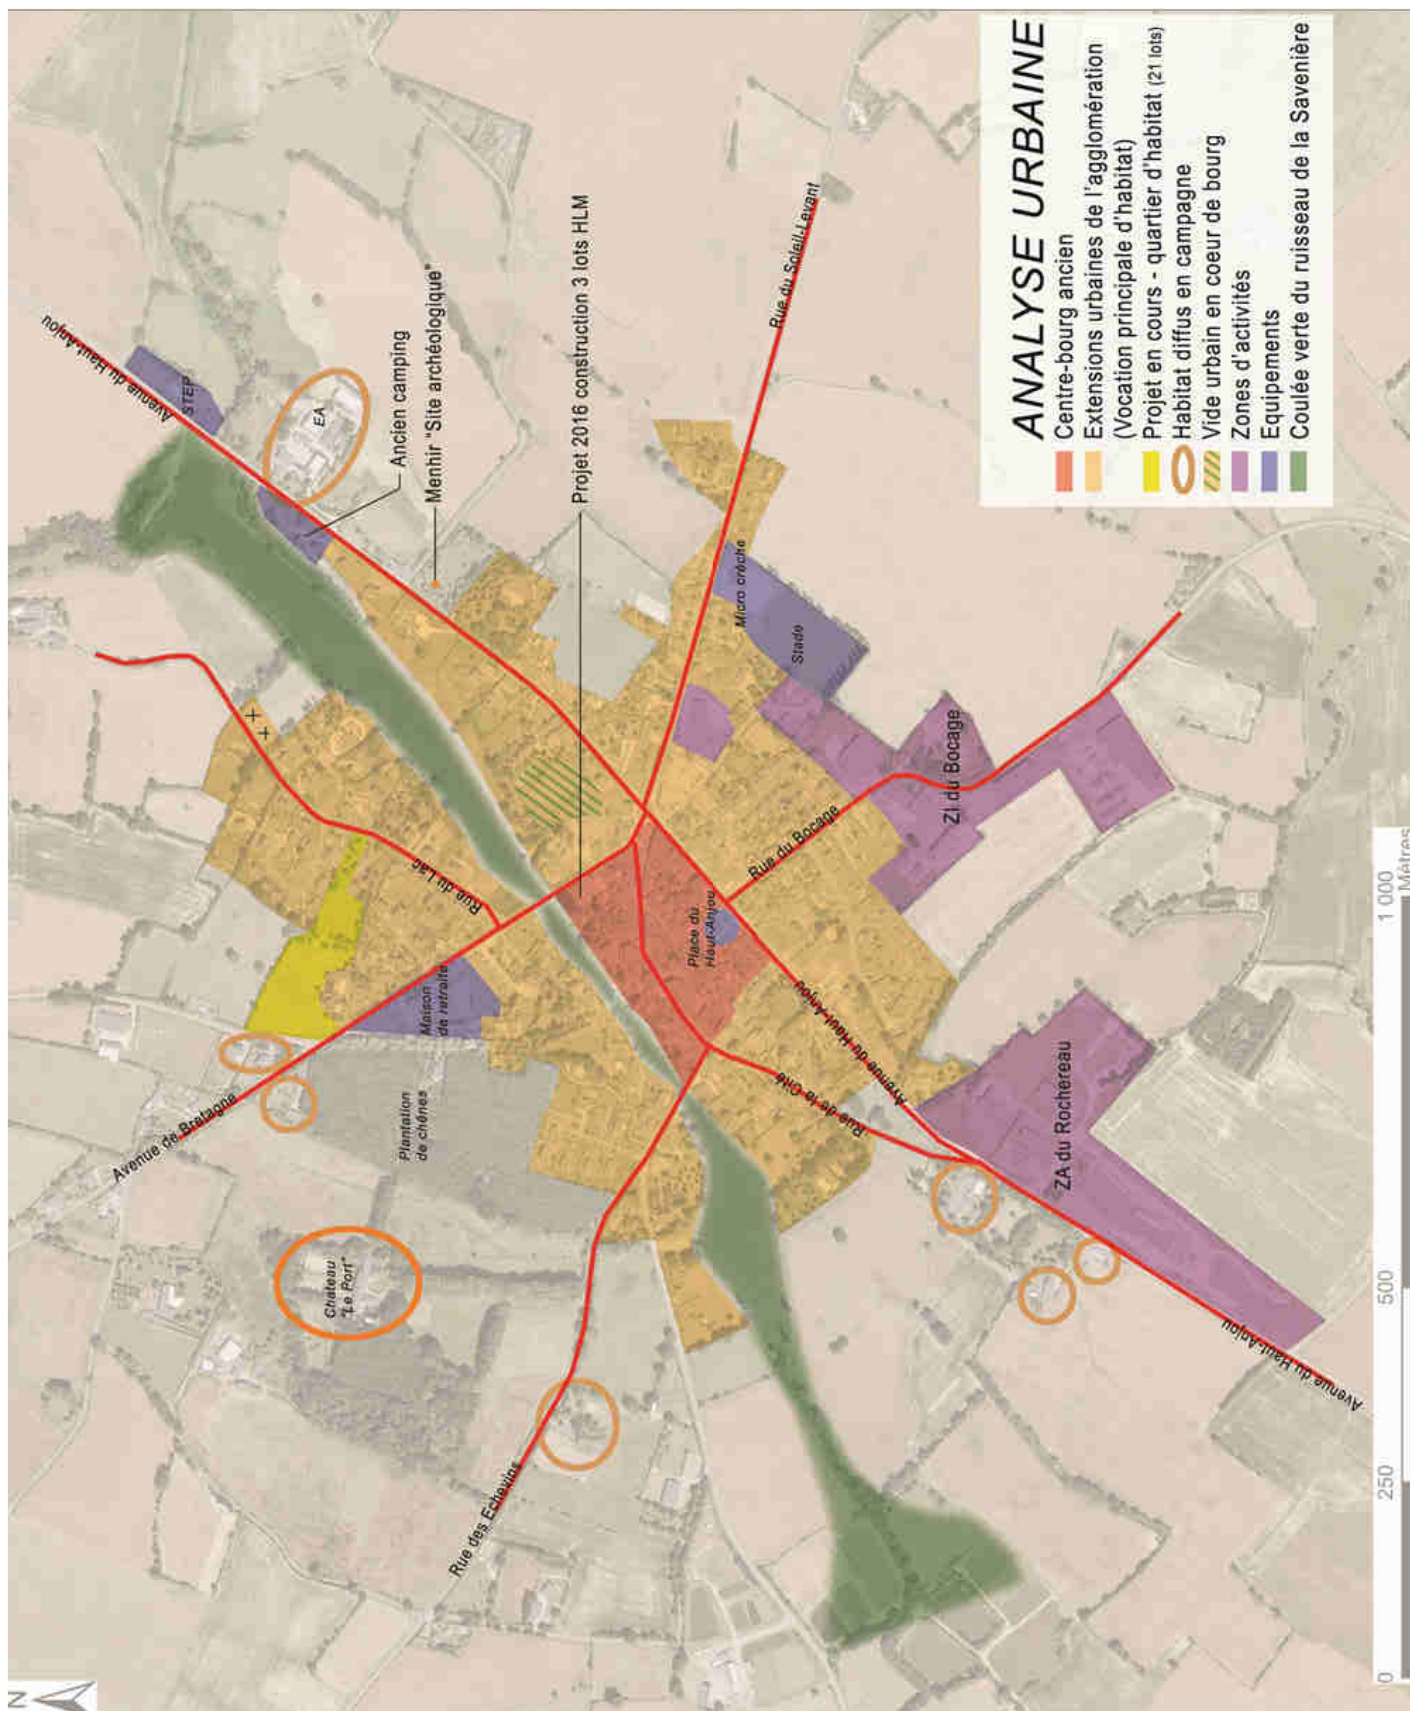 ANALYSE URBAINE
Centre-bourg ancien
Extensions urbaines de l'agglomération
(Vocation principale d'habitat)
Projet en cours - quartier d'habitat (21 lots)
Habitat diffus en campagne
Vide urbain en coeur de bourg
Zones d'activités
Equipements
Coulée verte du ruisseau de la Savenière
N
Avenue du Haut-Anjou
STEP
EA
Ancien camping
Menhir "Site archéologique"
Projet 2016 construction 3 lots HLM
Rue du Soleil-Levant
Micro crèche
Stade
ZI du Bocage
Rue du Bocage
Rue du Lac
Place du
Haut-Anjou
Maison
de retraite
Avenue de Bretagne
Plantation
de chênes
Chateau
"Le Port"
Rue des Echevins
Rue de la Cité
Avenue du Haut-Anjou
ZA du Rochereau
Avenue du Haut-Anjou
0
250
500
1 000
Mètres